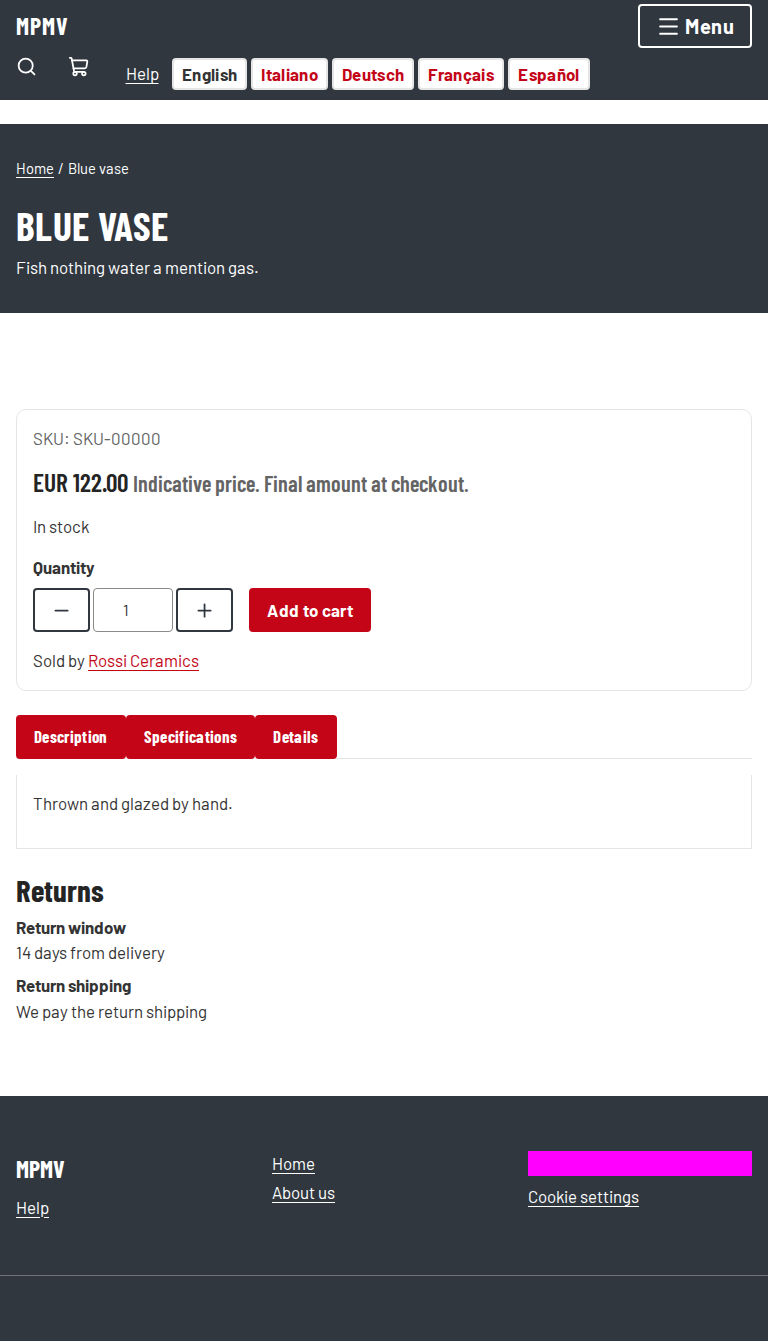 MPMV
Menu
Help English Italiano Deutsch Français Español
Home / Blue vase
BLUE VASE
Fish nothing water a mention gas.
SKU: SKU-00000
EUR 122.00 Indicative price. Final amount at checkout.
In stock
Quantity
1 Add to cart
Sold by Rossi Ceramics
Description Specifications Details
Thrown and glazed by hand.
Returns
Return window
14 days from delivery
Return shipping
We pay the return shipping
MPMV
Help
Home
About us
Cookie settings